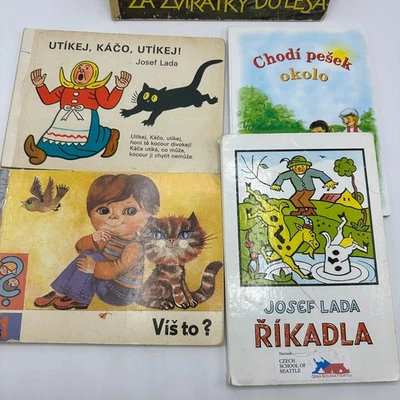 ZA ZVÍŘÁTKY DO LESA
UTÍKEJ, KÁČO, UTÍKEJ!
Josef Lada
Utíkej, Káčo, utíkej,
honí tě kocour divokej!
Káča utíká, co může,
kocour ji chytit nemůže.
Chodí pešek
okolo
Víš to?
JOSEF LADA
ŘÍKADLA
CZECH
SCHOOL OF
SEATTLE